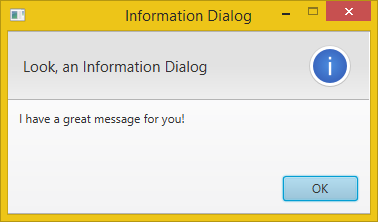 Information Dialog
Look, an Information Dialog
I have a great message for you!
OK